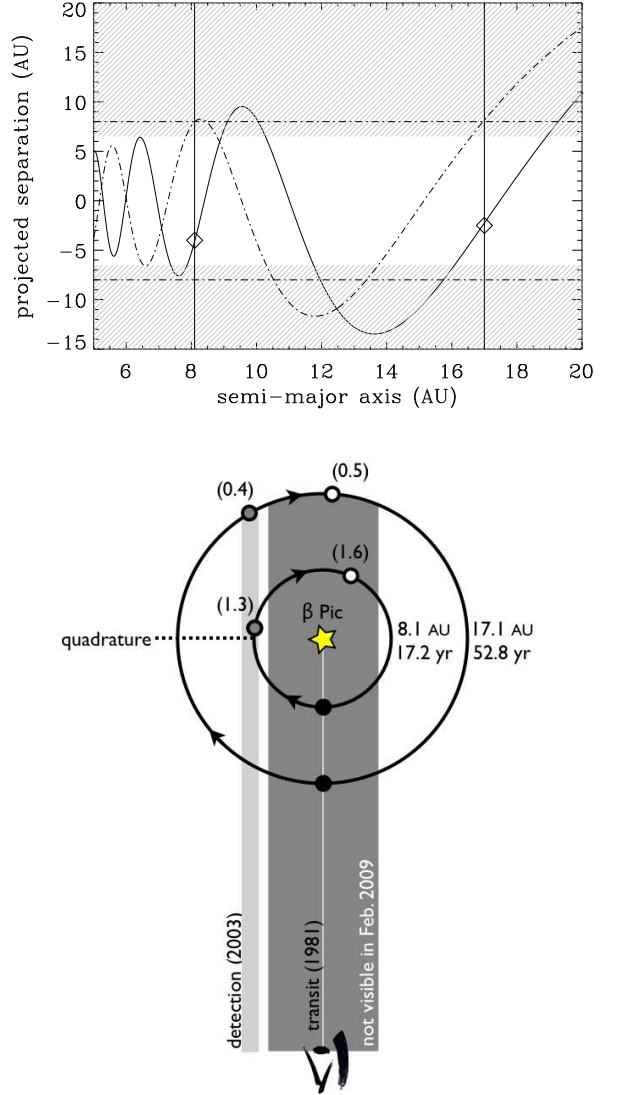 20
15
10
5
0
−5
−10
−15
projected separation (AU)
6 8 10 12 14 16 18 20
semi−major axis (AU)
(0.5)
(0.4)
(1.6)
(1.3)
β Pic
quadrature
8.1 AU 17.1 AU
17.2 yr 52.8 yr
detection (2003)
transit (1981)
not visible in Feb. 2009